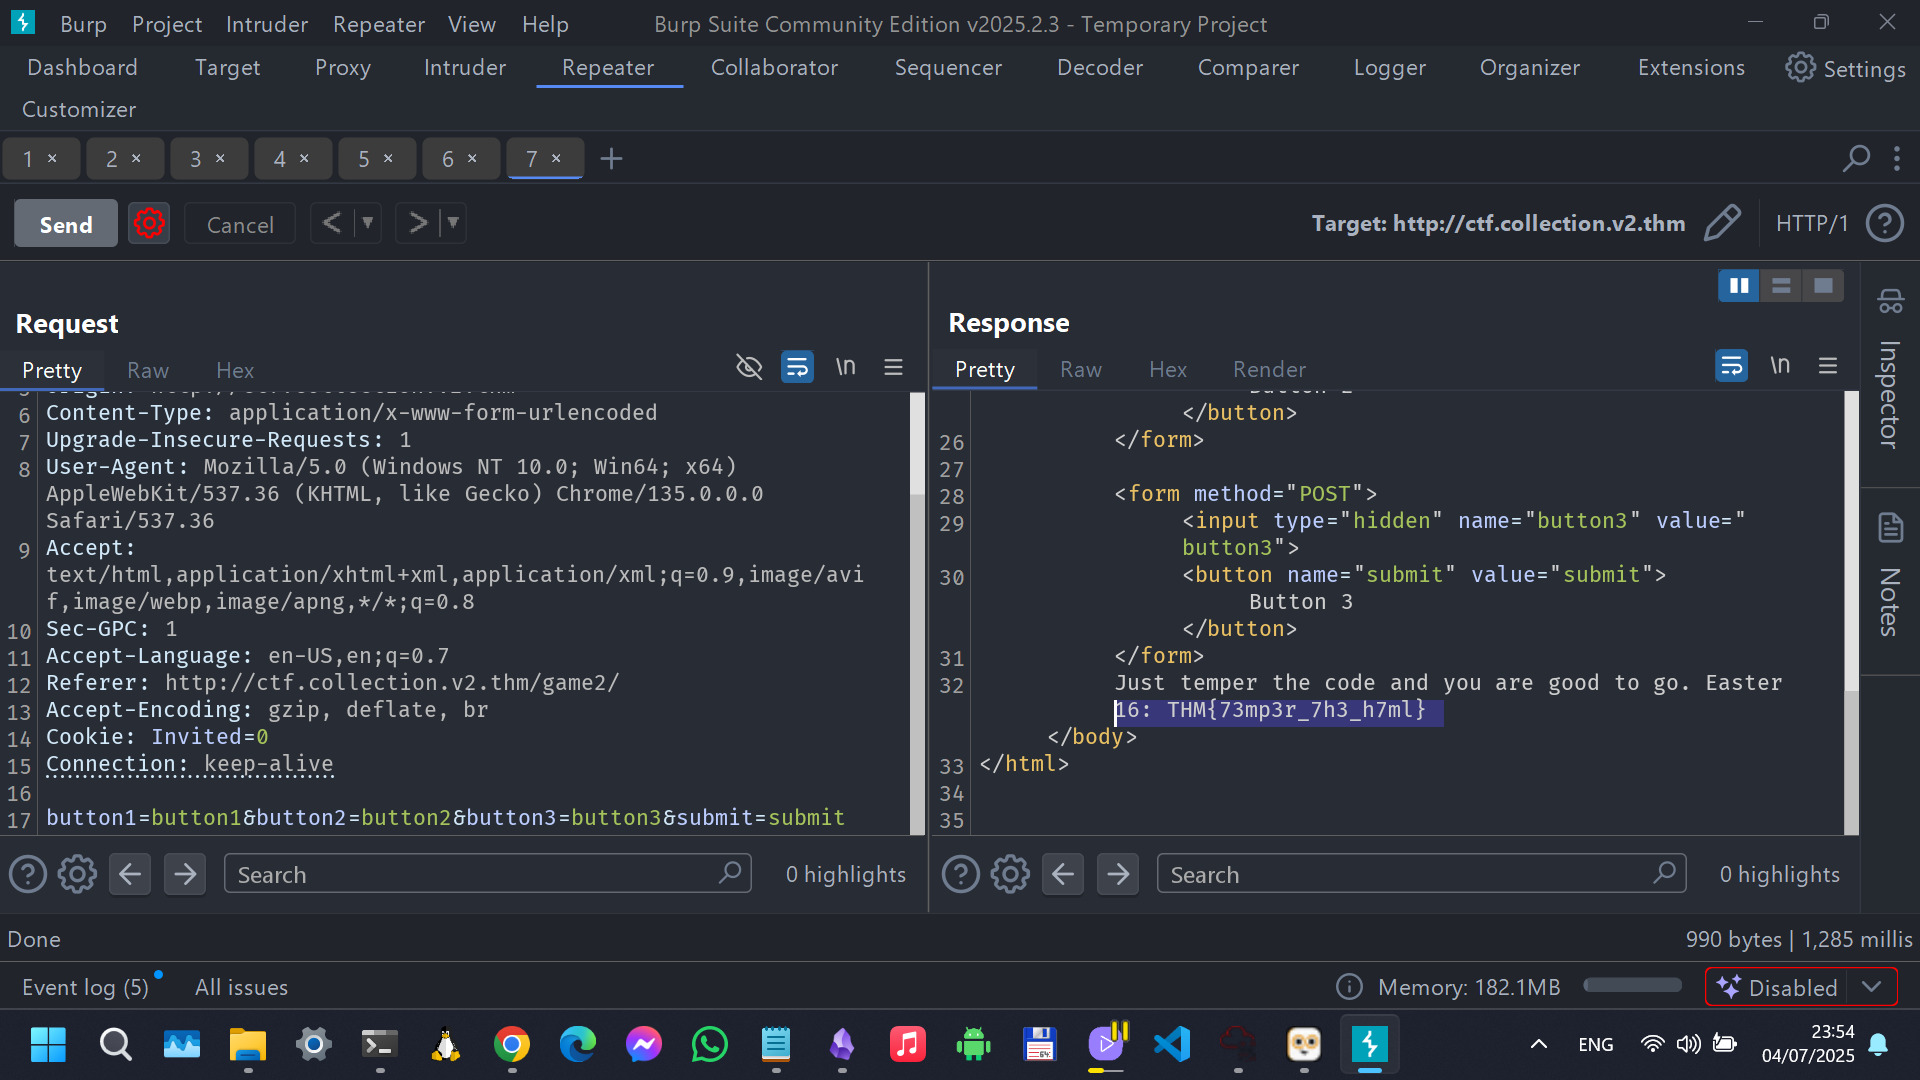 Burp Project Intruder Repeater View Help Burp Suite Community Edition v2025.2.3 - Temporary Project
Dashboard Target Proxy Intruder Repeater Collaborator Sequencer Decoder Comparer Logger Organizer Extensions Settings
Customizer
1 × 2 × 3 × 4 × 5 × 6 × 7 × +
Send Cancel < > Target: http://ctf.collection.v2.thm HTTP/1
Request
Pretty Raw Hex \n
6 Content-Type: application/x-www-form-urlencoded
7 Upgrade-Insecure-Requests: 1
8 User-Agent: Mozilla/5.0 (Windows NT 10.0; Win64; x64)
AppleWebKit/537.36 (KHTML, like Gecko) Chrome/135.0.0.0
Safari/537.36
9 Accept:
text/html,application/xhtml+xml,application/xml;q=0.9,image/avi
f,image/webp,image/apng,*/*;q=0.8
10 Sec-GPC: 1
11 Accept-Language: en-US,en;q=0.7
12 Referer: http://ctf.collection.v2.thm/game2/
13 Accept-Encoding: gzip, deflate, br
14 Cookie: Invited=0
15 Connection: keep-alive
16
17 button1=button1&button2=button2&button3=button3&submit=submit
Search 0 highlights
Response
Pretty Raw Hex Render \n
</button>
26 </form>
27
28 <form method="POST">
29 <input type="hidden" name="button3" value="
button3">
30 <button name="submit" value="submit">
Button 3
</button>
31 </form>
32 Just temper the code and you are good to go. Easter
16: THM{73mp3r_7h3_h7ml}
</body>
33 </html>
34
35
Search 0 highlights
Inspector
Notes
Done 990 bytes | 1,285 millis
Event log (5) All issues Memory: 182.1MB Disabled
64
ENG 23:54
04/07/2025